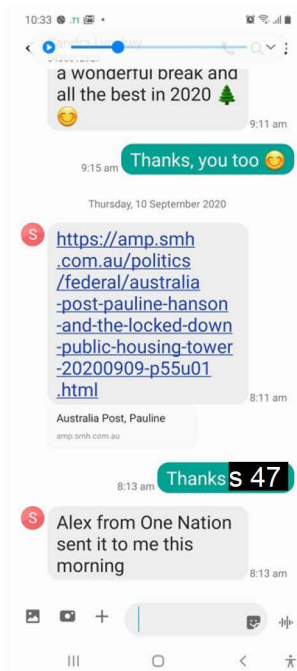 10:33
.71
a wonderful break and
all the best in 2020 🎄
😊
9:11 am
Thanks, you too 😊
9:15 am
Thursday, 10 September 2020
S
https://amp.smh
.com.au/politics
/federal/australia
-post-pauline-hanson
-and-the-locked-down
-public-housing-tower
-20200909-p55u01
.html
8:11 am
Australia Post, Pauline
amp.smh.com.au
Thanks s 47
8:13 am
S
Alex from One Nation
sent it to me this
morning
8:13 am